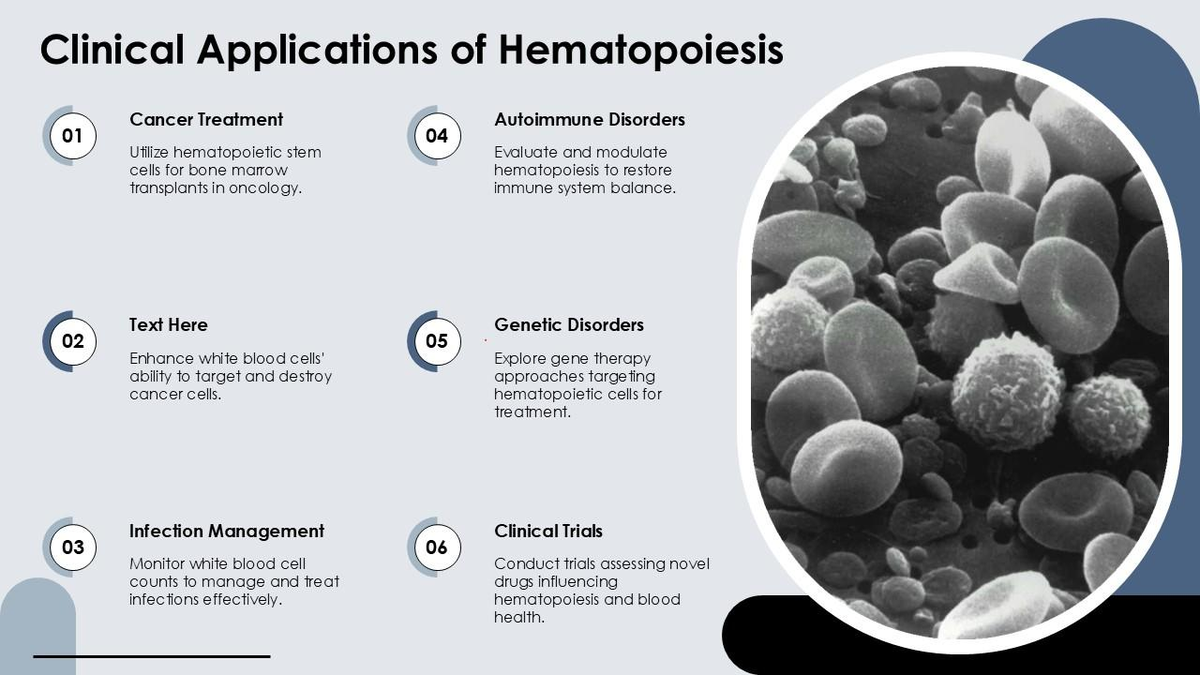 Clinical Applications of Hematopoiesis
01
Cancer Treatment
Utilize hematopoietic stem
cells for bone marrow
transplants in oncology.
02
Text Here
Enhance white blood cells'
ability to target and destroy
cancer cells.
03
Infection Management
Monitor white blood cell
counts to manage and treat
infections effectively.
04
Autoimmune Disorders
Evaluate and modulate
hematopoiesis to restore
immune system balance.
05
Genetic Disorders
Explore gene therapy
approaches targeting
hematopoietic cells for
treatment.
06
Clinical Trials
Conduct trials assessing novel
drugs influencing
hematopoiesis and blood
health.